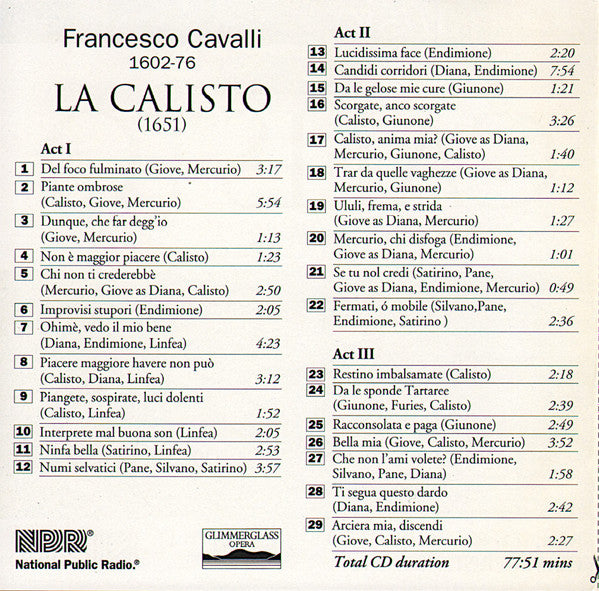 Francesco Cavalli
1602-76
LA CALISTO
(1651)
Act I
1 Del foco fulminato (Giove, Mercurio) 3:17
2 Piante ombrose
(Calisto, Giove, Mercurio) 5:54
3 Dunque, che far degg'io
(Giove, Mercurio) 1:13
4 Non è maggior piacere (Calisto) 1:23
5 Chi non ti crederebbè
(Mercurio, Giove as Diana, Calisto) 2:50
6 Improvisi stupori (Endimione) 2:05
7 Ohimè, vedo il mio bene
(Diana, Endimione, Linfea) 4:23
8 Piacere maggiore havere non può
(Calisto, Diana, Linfea) 3:12
9 Piangete, sospirate, luci dolenti
(Calisto, Linfea) 1:52
10 Interprete mal buona son (Linfea) 2:05
11 Ninfa bella (Satirino, Linfea) 2:53
12 Numi selvatici (Pane, Silvano, Satirino) 3:57
NPR®
National Public Radio.®
GLIMMERGLASS
OPERA
Act II
13 Lucidissima face (Endimione) 2:20
14 Candidi corridori (Diana, Endimione) 7:54
15 Da le gelose mie cure (Giunone) 1:21
16 Scorgate, anco scorgate
(Calisto, Giunone) 3:26
17 Calisto, anima mia? (Giove as Diana,
Mercurio, Giunone, Calisto) 1:40
18 Trar da quelle vaghezze (Giove as Diana,
Mercurio, Giunone) 1:12
19 Ululi, frema, e strida
(Giove as Diana, Mercurio) 1:27
20 Mercurio, chi disfoga (Endimione,
Giove as Diana, Mercurio) 1:01
21 Se tu nol credi (Satirino, Pane,
Giove as Diana, Endimione, Mercurio) 0:49
22 Fermati, ó mobile (Silvano,Pane,
Endimione, Satirino ) 2:36
Act III
23 Restino imbalsamate (Calisto) 2:18
24 Da le sponde Tartaree
(Giunone, Furies, Calisto) 2:39
25 Racconsolata e paga (Giunone) 2:49
26 Bella mia (Giove, Calisto, Mercurio) 3:52
27 Che non l'ami volete? (Endimione,
Silvano, Pane, Diana) 1:58
28 Ti segua questo dardo
(Diana, Endimione) 2:42
29 Arciera mia, discendi
(Giove, Calisto, Mercurio) 2:27
Total CD duration 77:51 mins